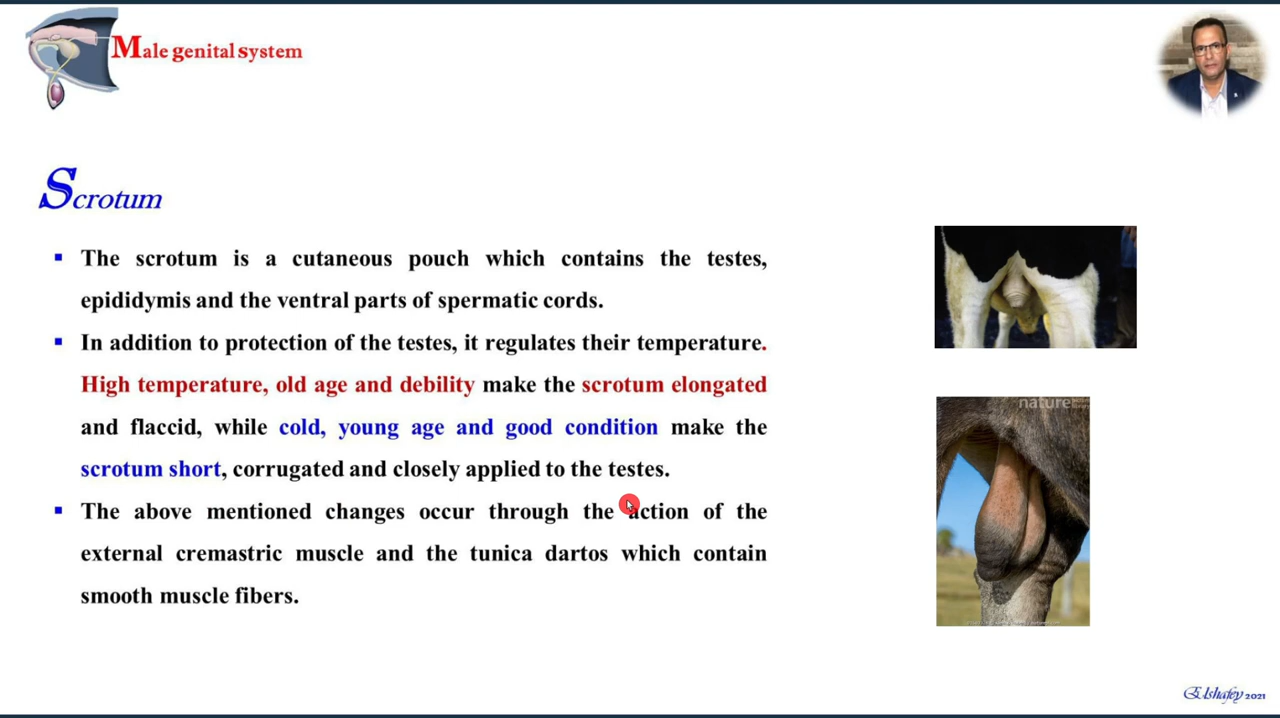 Male genital system
Scrotum
▪ The scrotum is a cutaneous pouch which contains the testes,
epididymis and the ventral parts of spermatic cords.
▪ In addition to protection of the testes, it regulates their temperature.
High temperature, old age and debility make the scrotum elongated
and flaccid, while cold, young age and good condition make the
scrotum short, corrugated and closely applied to the testes.
▪ The above mentioned changes occur through the action of the
external cremastric muscle and the tunica dartos which contain
smooth muscle fibers.
nature
Elshafey 2021